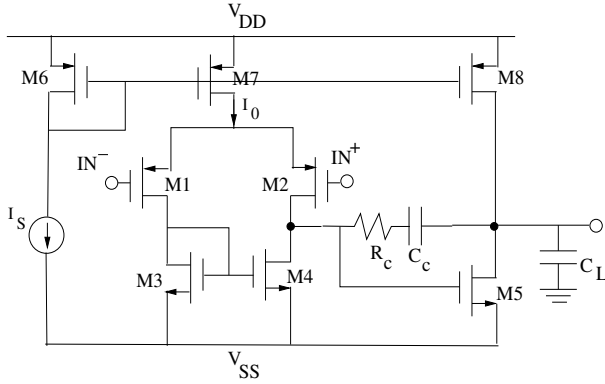 V_DD
M6
M7
M8
I_0
IN^-
IN^+
M1
M2
I_S
R_c
C_c
C_L
M3
M4
M5
V_SS